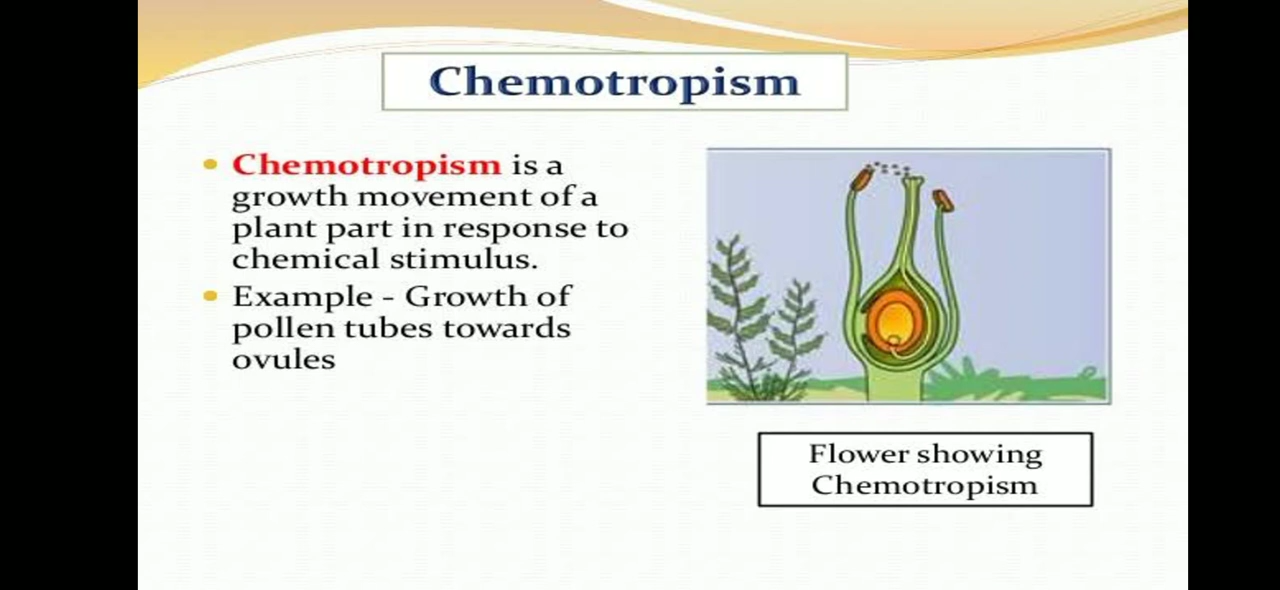 Chemotropism
Chemotropism is a
growth movement of a
plant part in response to
chemical stimulus.
Example - Growth of
pollen tubes towards
ovules
Flower showing
Chemotropism